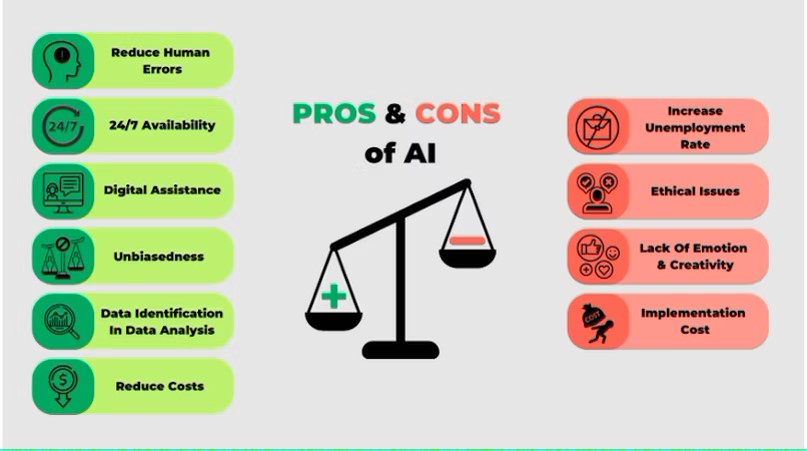 Reduce Human
Errors
24/7
24/7 Availability
Digital Assistance
Unbiasedness
Data Identification
In Data Analysis
$
Reduce Costs
PROS & CONS
of AI
Increase
Unemployment
Rate
Ethical Issues
Lack Of Emotion
& Creativity
COST
Implementation
Cost